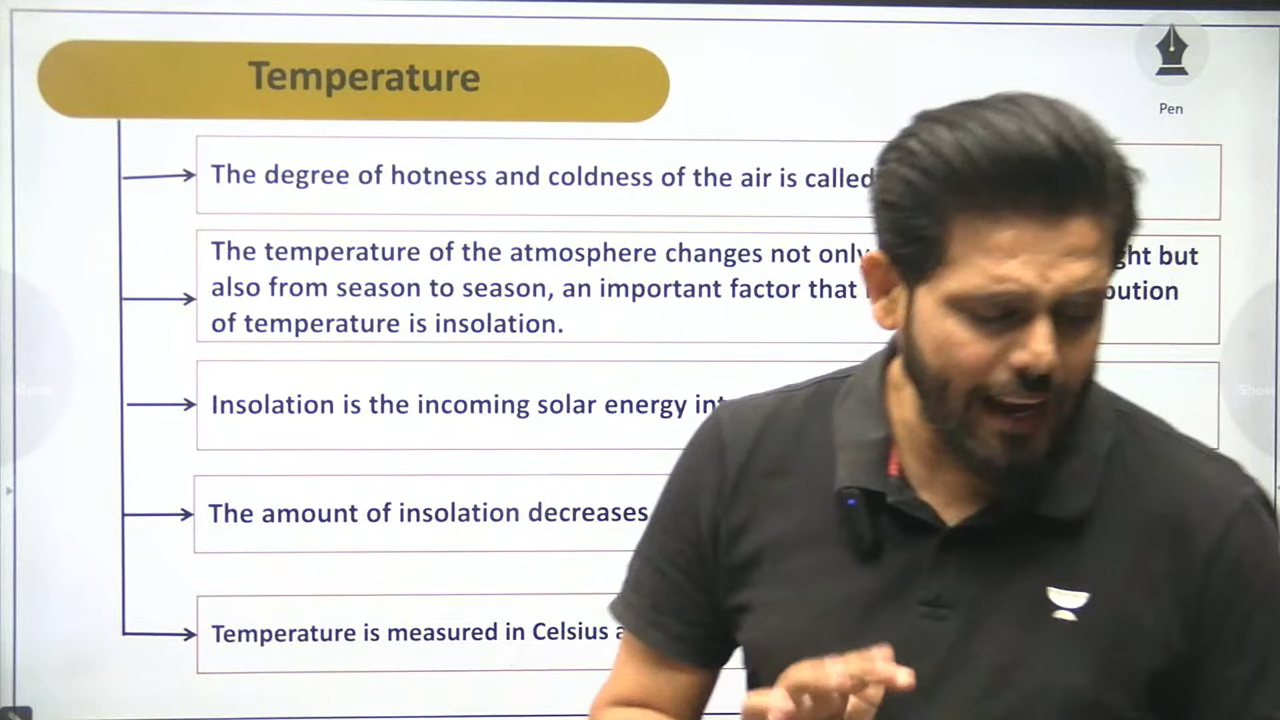 Temperature
Pen
The degree of hotness and coldness of the air is called
The temperature of the atmosphere changes not only but
also from season to season, an important factor that
of temperature is insolation.
Insolation is the incoming solar energy
The amount of insolation decreases
Temperature is measured in Celsius